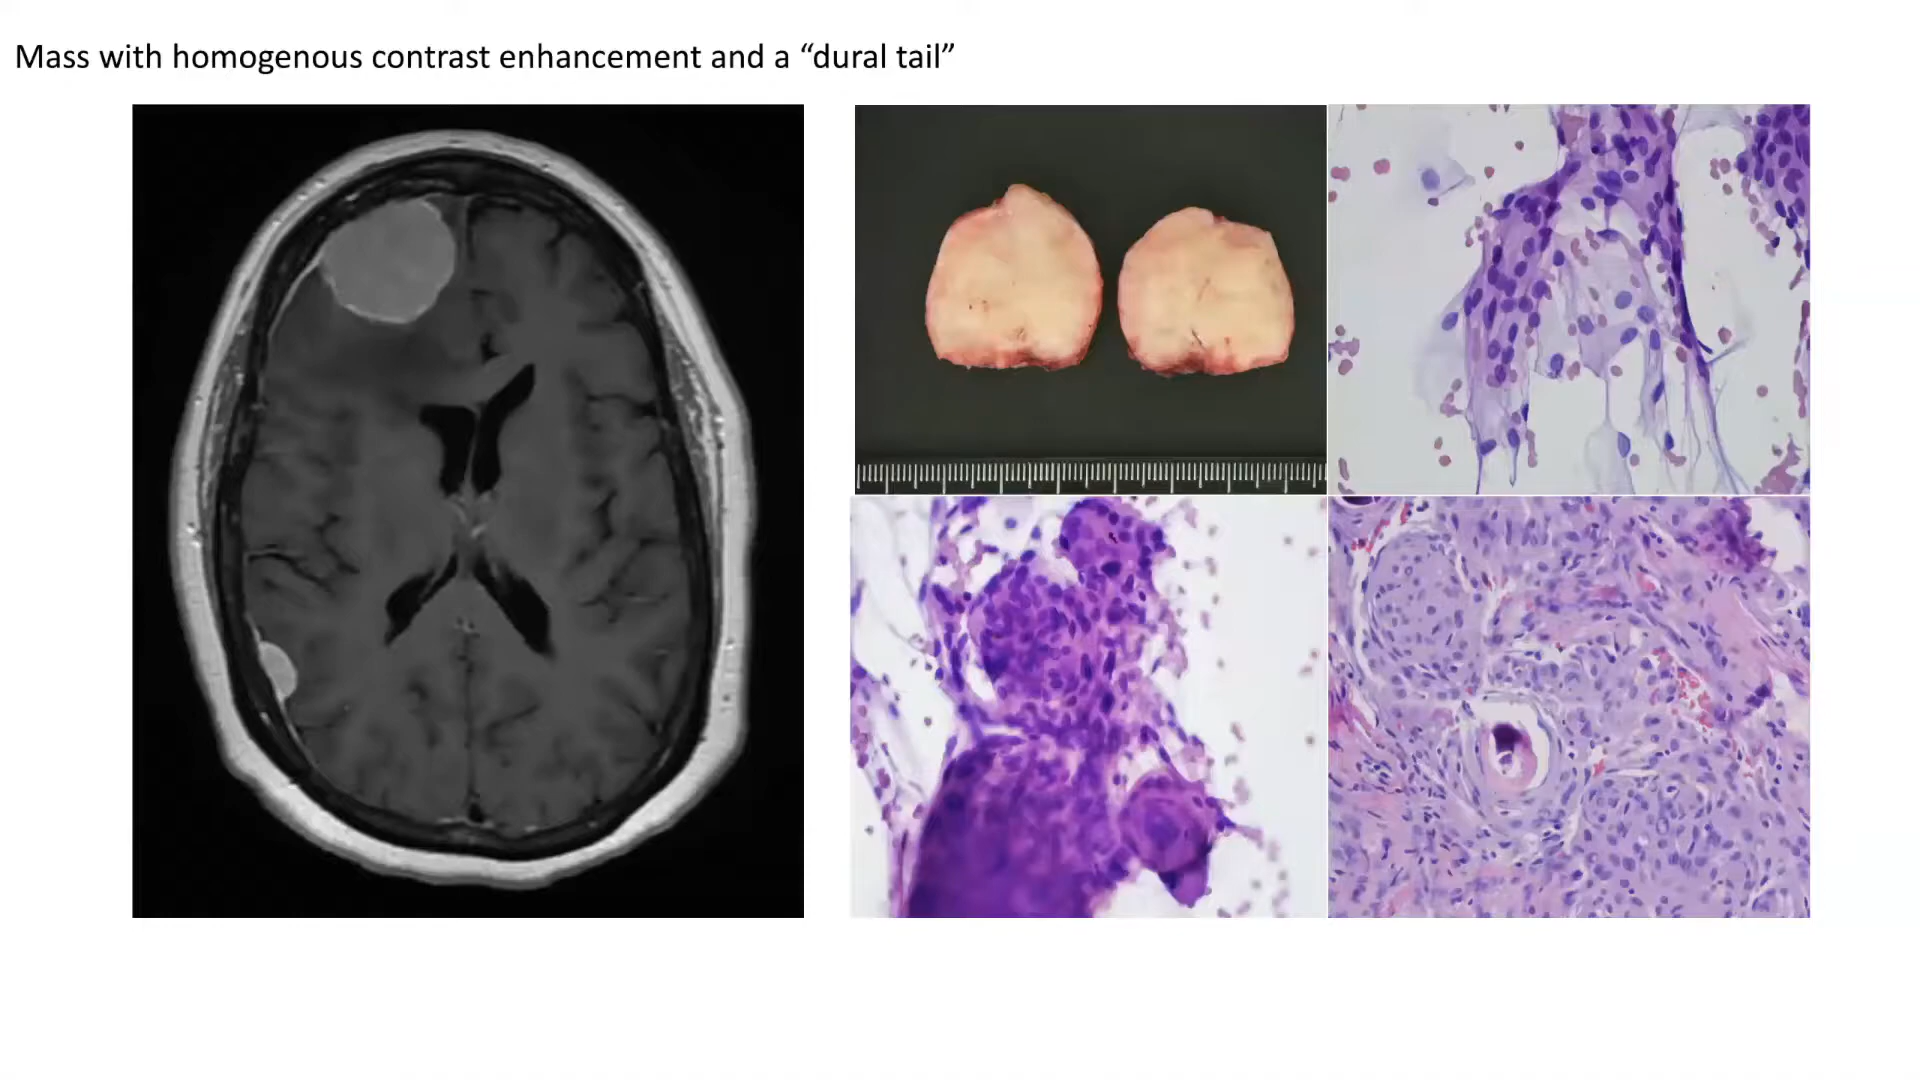 Mass with homogenous contrast enhancement and a “dural tail”